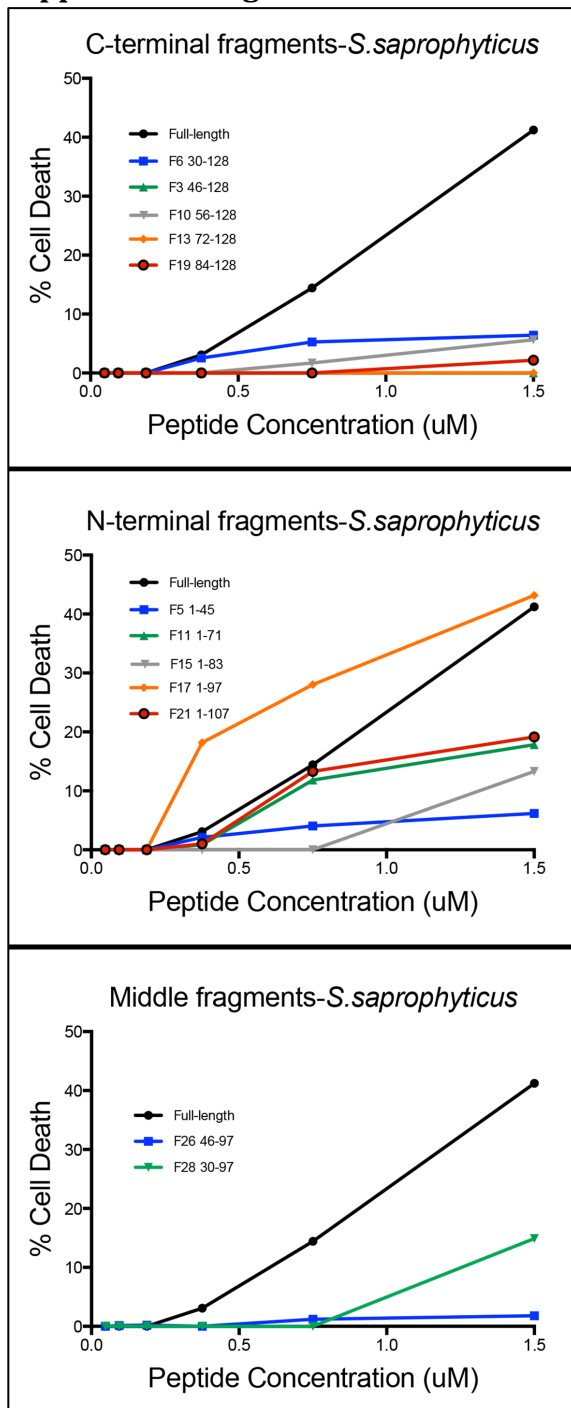 C-terminal fragments-S.saprophyticus
50
40
30
20
10
0
% Cell Death
Full-length
F6 30-128
F3 46-128
F10 56-128
F13 72-128
F19 84-128
0.0 0.5 1.0 1.5
Peptide Concentration (uM)
N-terminal fragments-S.saprophyticus
50
40
30
20
10
0
% Cell Death
Full-length
F5 1-45
F11 1-71
F15 1-83
F17 1-97
F21 1-107
0.0 0.5 1.0 1.5
Peptide Concentration (uM)
Middle fragments-S.saprophyticus
50
40
30
20
10
0
% Cell Death
Full-length
F26 46-97
F28 30-97
0.0 0.5 1.0 1.5
Peptide Concentration (uM)